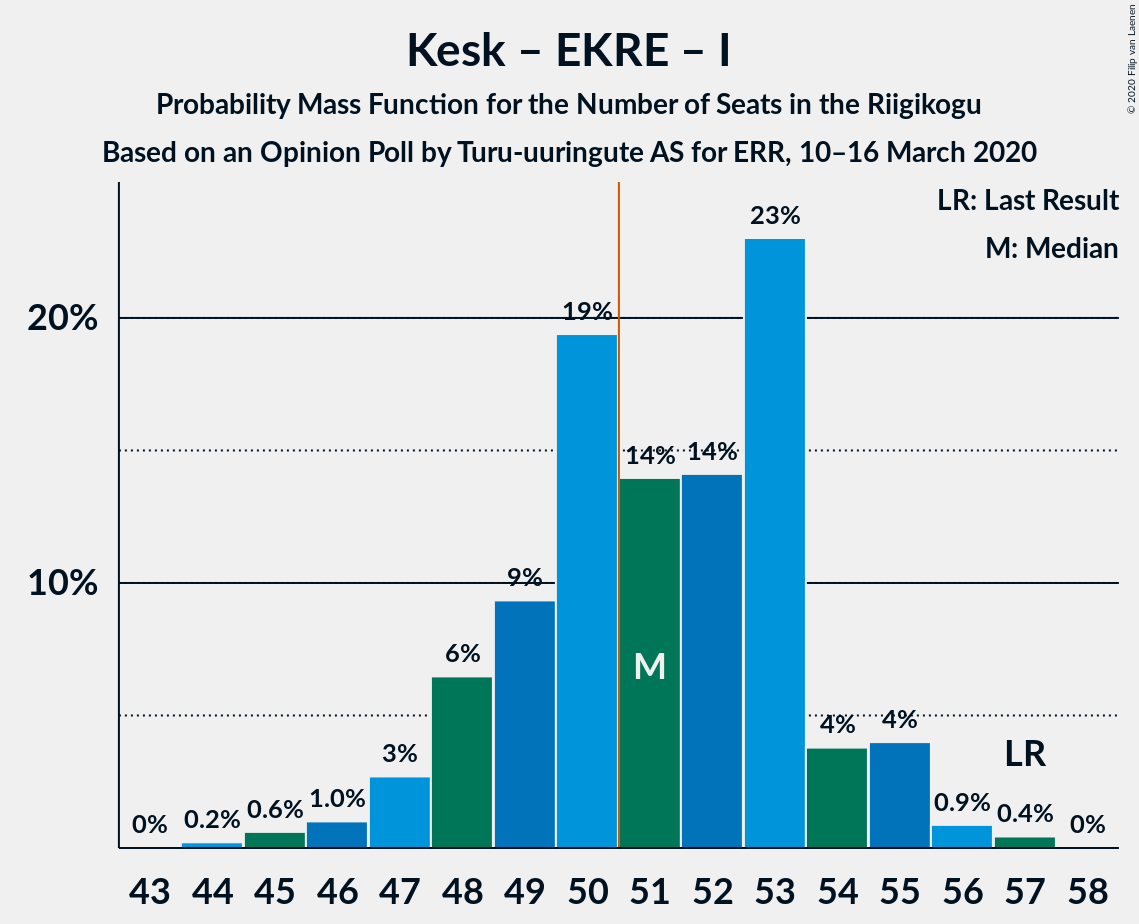 Kesk – EKRE – I
Probability Mass Function for the Number of Seats in the Riigikogu
Based on an Opinion Poll by Turu-uuringute AS for ERR, 10–16 March 2020
© 2020 Filip van Laenen
LR: Last Result
M: Median
20%
10%
0% 0.2% 0.6% 1.0% 3% 6% 9% 19% 14% 14% 23% 4% 4% 0.9% 0.4% 0%
M
LR
43 44 45 46 47 48 49 50 51 52 53 54 55 56 57 58